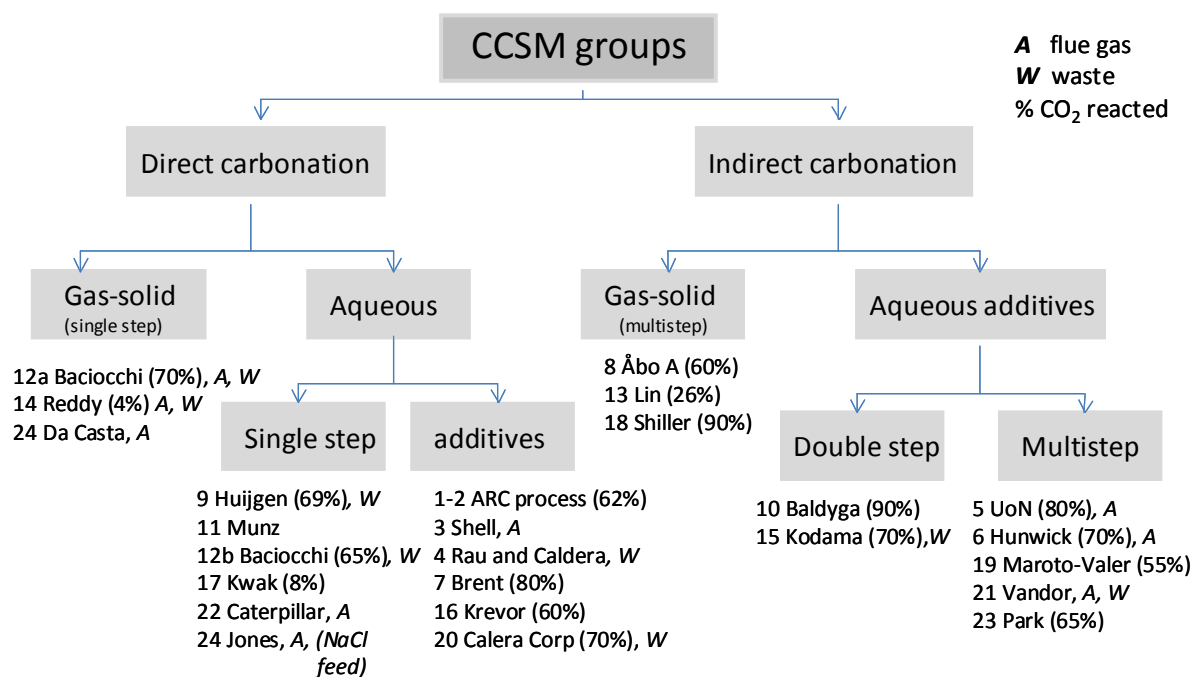 CCSM groups
A flue gas
W waste
% CO₂ reacted
Direct carbonation
Indirect carbonation
Gas-solid
(single step)
Aqueous
Gas-solid
(multistep)
Aqueous additives
12a Baciocchi (70%), A, W
14 Reddy (4%) A, W
24 Da Casta, A
8 Åbo A (60%)
13 Lin (26%)
18 Shiller (90%)
Single step
additives
Double step
Multistep
9 Huijgen (69%), W
11 Munz
12b Baciocchi (65%), W
17 Kwak (8%)
22 Caterpillar, A
24 Jones, A, (NaCl
feed)
1-2 ARC process (62%)
3 Shell, A
4 Rau and Caldera, W
7 Brent (80%)
16 Krevor (60%)
20 Calera Corp (70%), W
10 Baldyga (90%)
15 Kodama (70%),W
5 UoN (80%), A
6 Hunwick (70%), A
19 Maroto-Valer (55%)
21 Vandor, A, W
23 Park (65%)